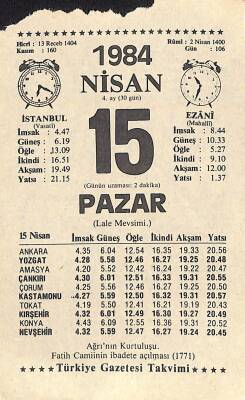 Hicri : 13 Receb 1404
Kasım : 160
1984
Rûmî : 2 Nisan 1400
Gün : 106
NİSAN
4. ay (30 gün)
İSTANBUL
(Vasatî)
İmsak : 4.47
Güneş : 6.19
Öğle : 13.09
İkindi : 16.51
Akşam : 19.49
Yatsı : 21.15
15
EZÂNÎ
(Mahallî)
İmsak : 8.44
Güneş : 10.33
Öğle : 5.27
İkindi : 9.10
Akşam : 12.00
Yatsı : 1.37
(Günün uzaması: 2 dakika)
PAZAR
(Lale Mevsimi.)
15 Nisan İmsak Güneş Öğle İkindi Akşam Yatsı
ANKARA 4.35 6.04 12.54 16.35 19.33 20.56
YOZGAT 4.28 5.58 12.46 16.27 19.25 20.48
AMASYA 4.20 5.52 12.42 16.24 19.22 20.47
ÇANKIRI 4.30 6.01 12.51 16.33 19.31 20.55
ÇORUM 4.25 5.56 12.46 16.27 19.26 20.50
KASTAMONU 4.27 5.59 12.50 16.32 19.31 20.57
TOKAT 4.19 5.50 12.41 16.21 19.19 20.43
KIRŞEHİR 4.32 6.01 12.49 16.30 19.27 20.49
KONYA 4.43 6.09 12.55 16.36 19.32 20.52
NEVŞEHİR 4.32 5.59 12.47 16.27 19.24 20.45
Ağrı'nın Kurtuluşu.
Fatih Camiinin ibadete açılması (1771)
★★ Türkiye Gazetesi Takvimi ★★